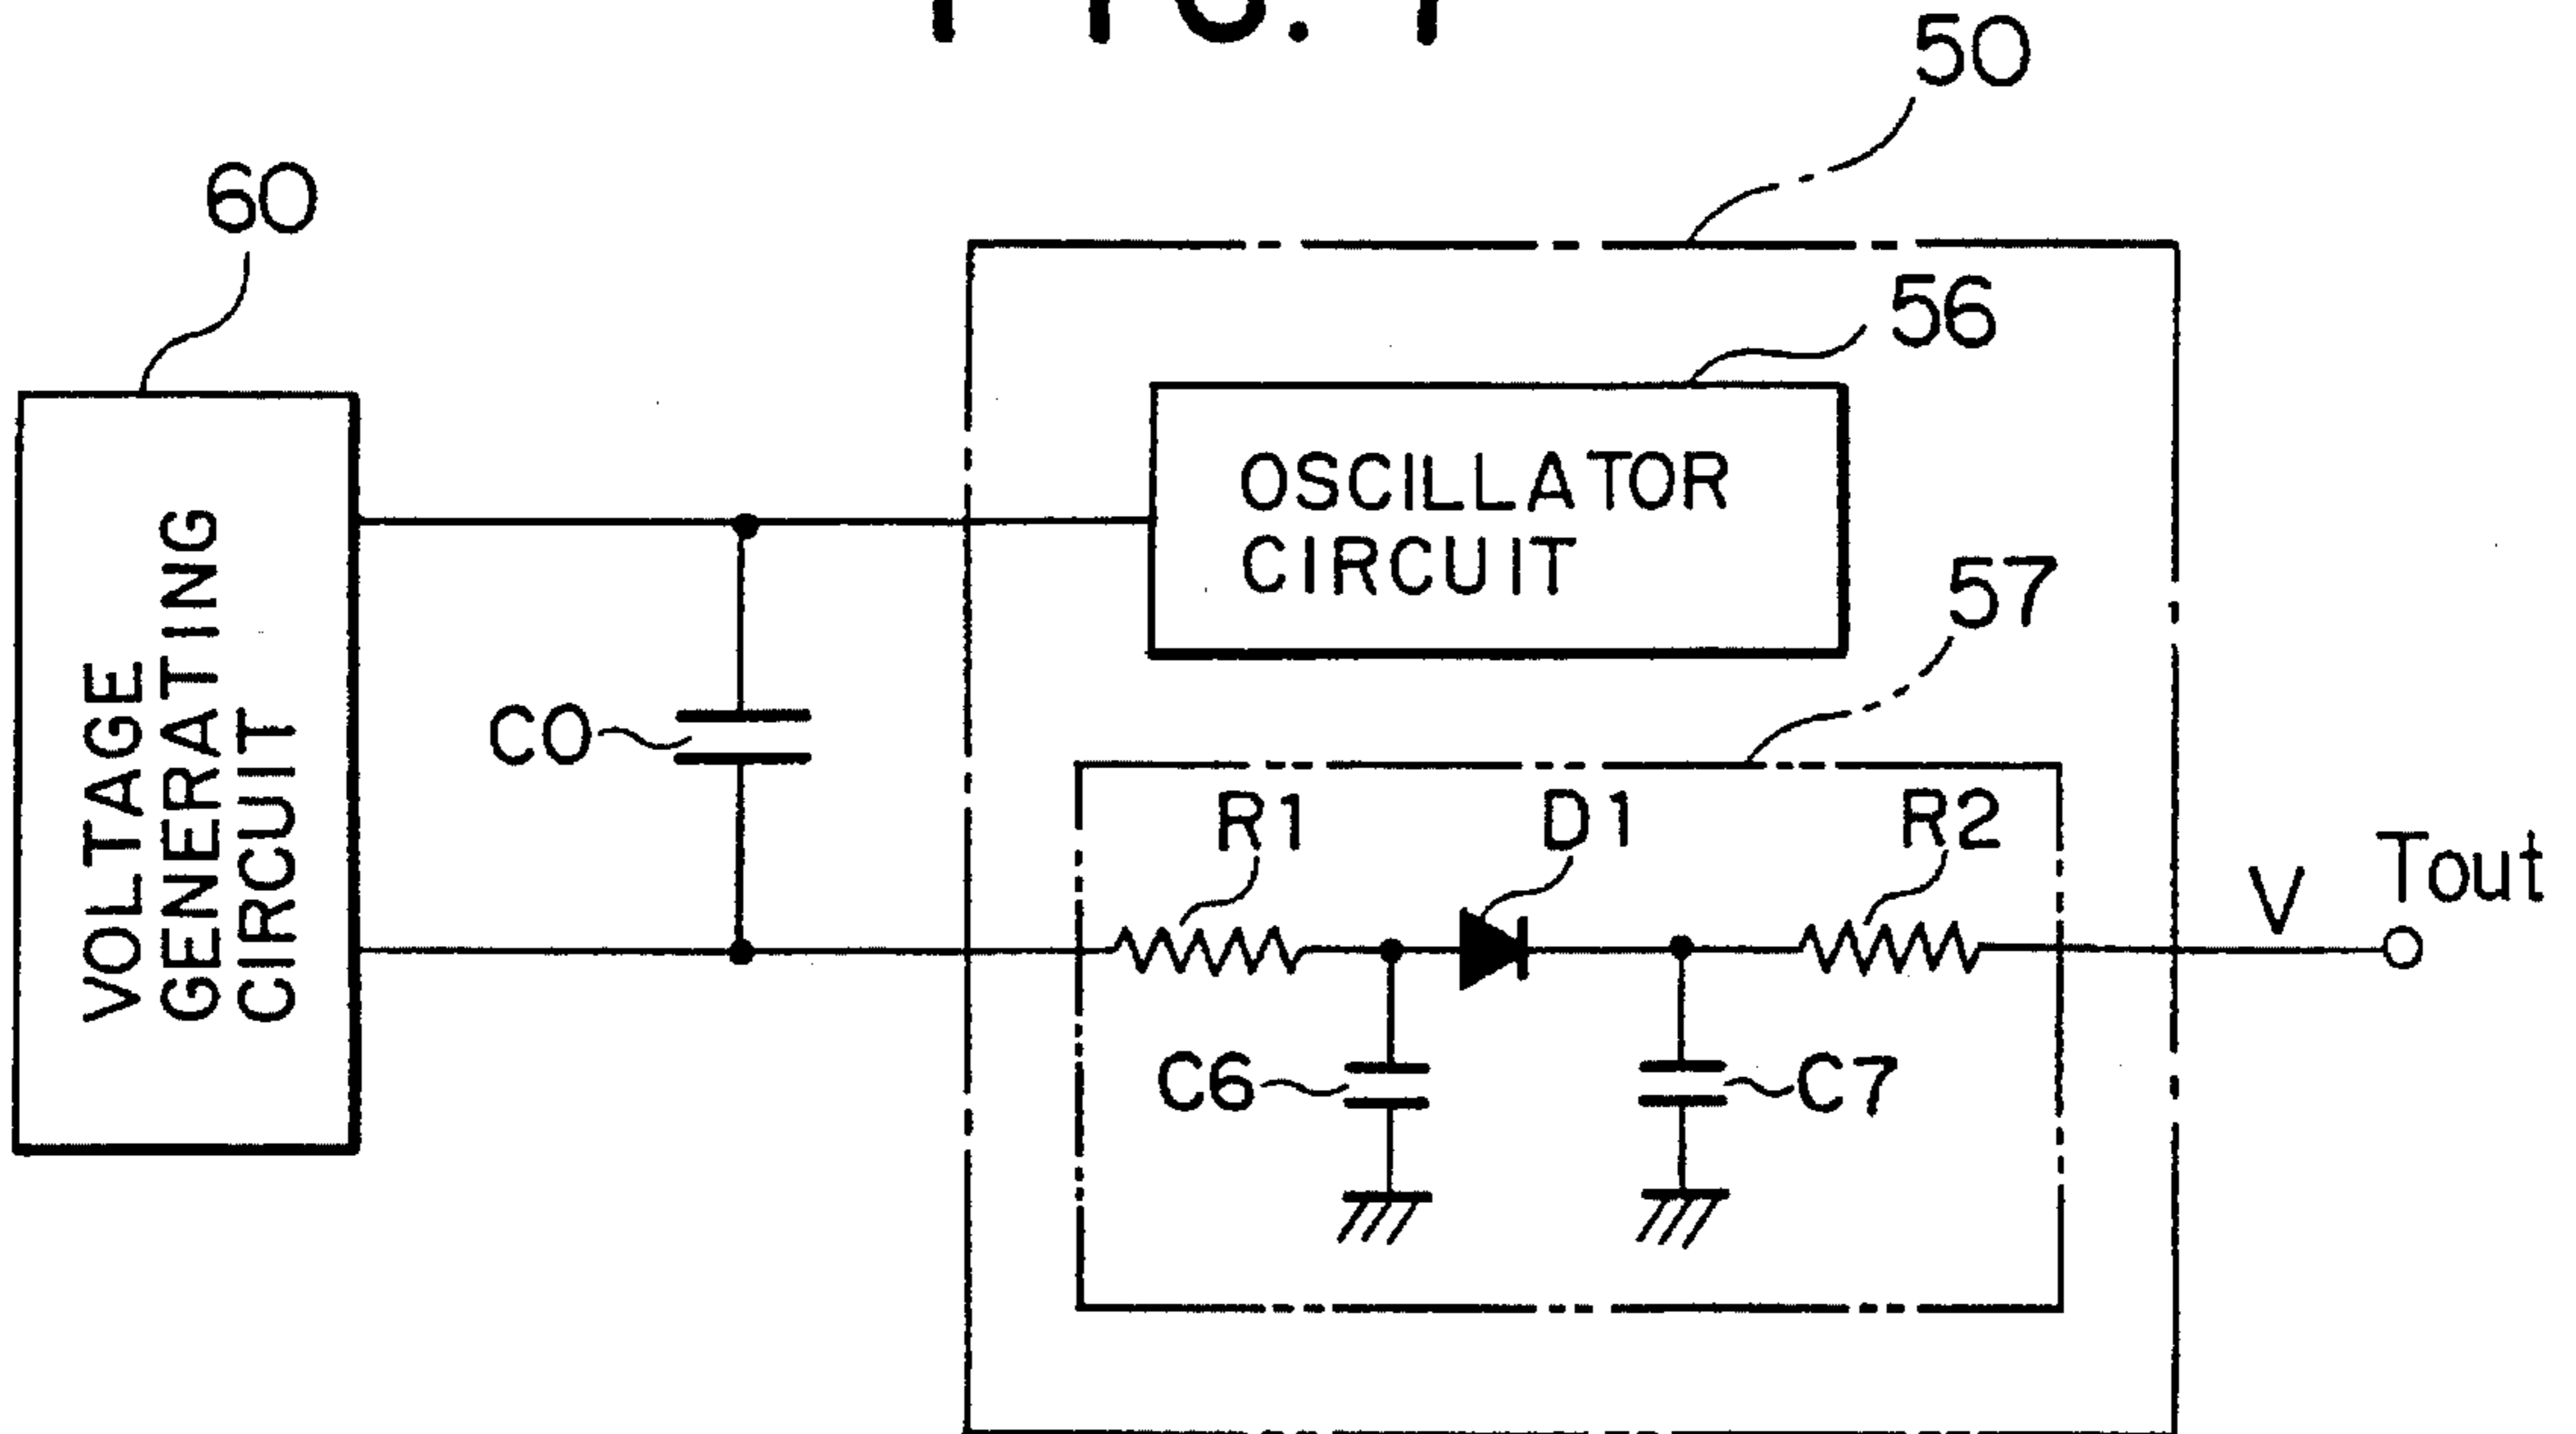 50
60
56
OSCILLATOR
CIRCUIT
57
VOLTAGE
GENERATING
CIRCUIT
C0
R1
D1
R2
V
Tout
C6
C7